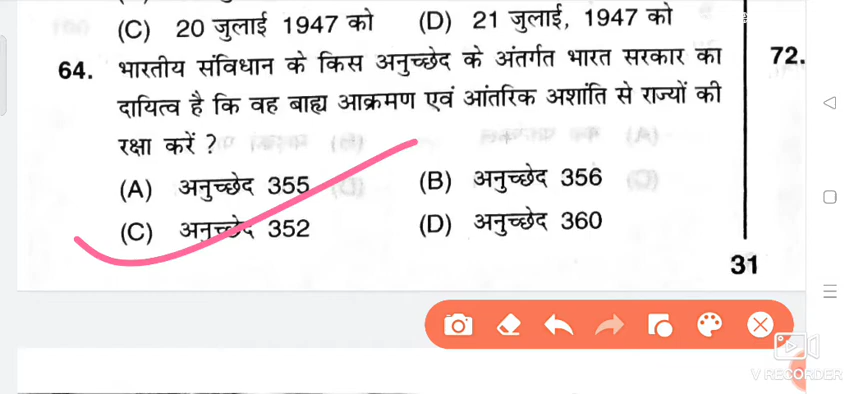 (C) 20 जुलाई 1947 को (D) 21 जुलाई, 1947 को
64. भारतीय संविधान के किस अनुच्छेद के अंतर्गत भारत सरकार का
दायित्व है कि वह बाह्य आक्रमण एवं आंतरिक अशांति से राज्यों की
रक्षा करें ?
(A) अनुच्छेद 355 (B) अनुच्छेद 356
(C) अनुच्छेद 352 (D) अनुच्छेद 360
72.
31
V RECORDER